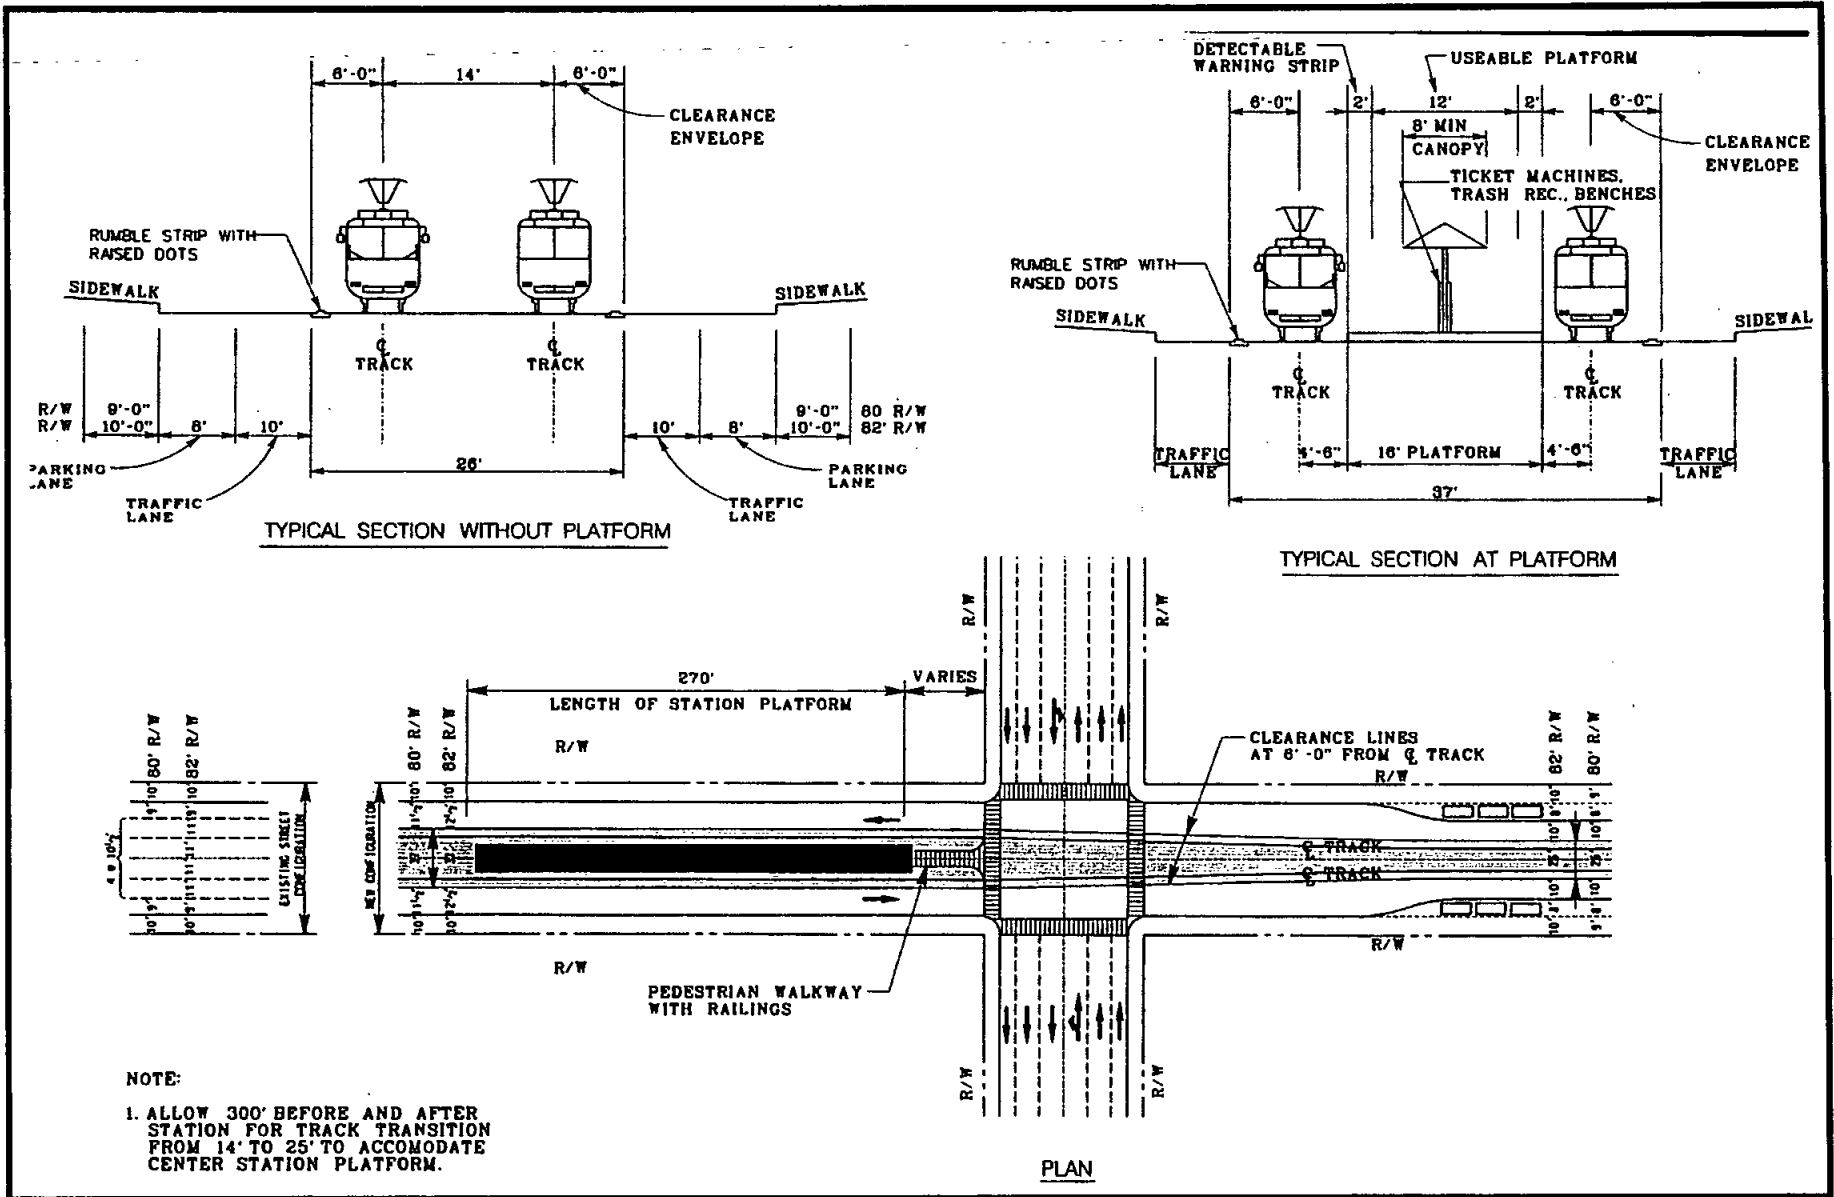 6'-0"
14'
6'-0"
CLEARANCE
ENVELOPE
RUMBLE STRIP WITH
RAISED DOTS
SIDEWALK
SIDEWALK
℄
TRACK
℄
TRACK
R/W 9'-0"
R/W 10'-0"
8'
10'
10'
8'
9'-0" 80 R/W
10'-0" 82' R/W
26'
PARKING
LANE
TRAFFIC
LANE
TRAFFIC
LANE
PARKING
LANE
TYPICAL SECTION WITHOUT PLATFORM
DETECTABLE
WARNING STRIP
USEABLE PLATFORM
6'-0"
2'
12'
2'
6'-0"
8' MIN
CANOPY
CLEARANCE
ENVELOPE
TICKET MACHINES,
TRASH REC., BENCHES
RUMBLE STRIP WITH
RAISED DOTS
SIDEWALK
SIDEWAL
℄
TRACK
℄
TRACK
TRAFFIC
LANE
4'-6"
16' PLATFORM
4'-6"
TRAFFIC
LANE
37'
TYPICAL SECTION AT PLATFORM
R/W
R/W
270'
VARIES
LENGTH OF STATION PLATFORM
R/W
CLEARANCE LINES
AT 6'-0" FROM ℄ TRACK
R/W
80' R/W
82' R/W
EXISTING STREET
CONFIGURATION
NEW CONFIGURATION
80' R/W
82' R/W
82' R/W
80' R/W
℄ TRACK
℄ TRACK
R/W
R/W
PEDESTRIAN WALKWAY
WITH RAILINGS
R/W
R/W
NOTE:
1. ALLOW 300' BEFORE AND AFTER
STATION FOR TRACK TRANSITION
FROM 14' TO 25' TO ACCOMODATE
CENTER STATION PLATFORM.
PLAN